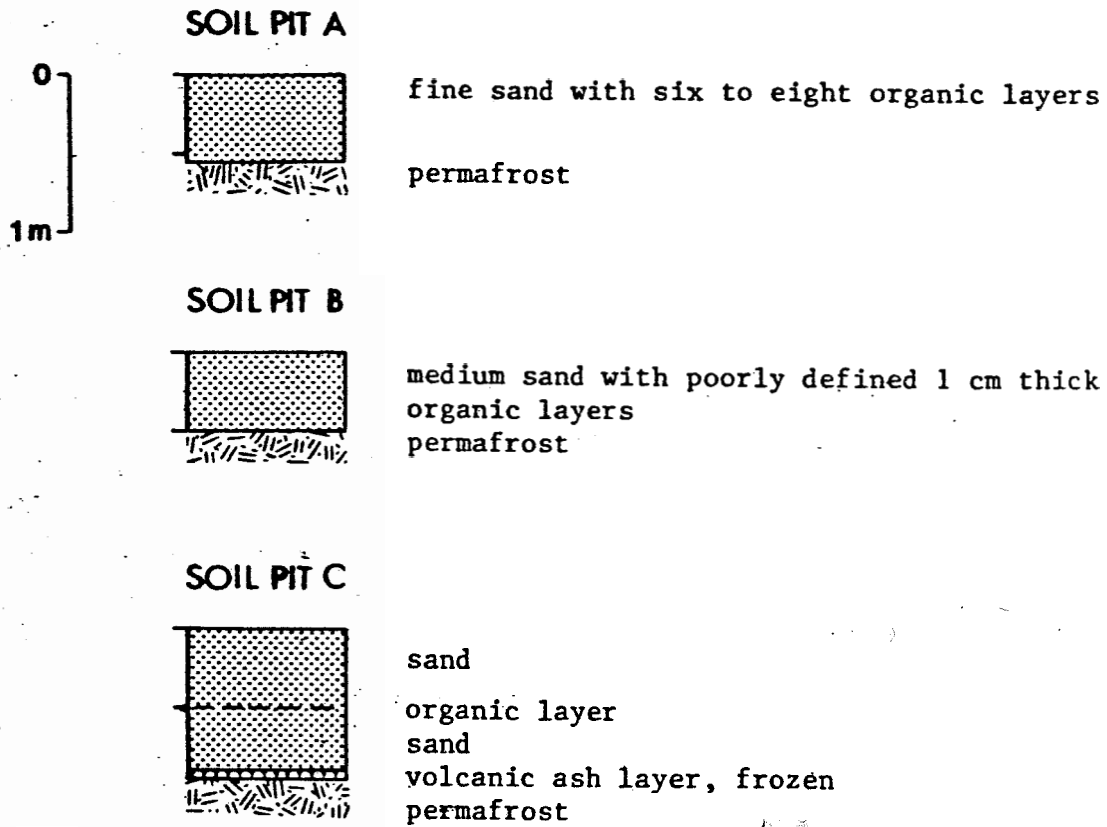 SOIL PIT A
0
fine sand with six to eight organic layers
permafrost
1m
SOIL PIT B
medium sand with poorly defined 1 cm thick
organic layers
permafrost
SOIL PIT C
sand
organic layer
sand
volcanic ash layer, frozen
permafrost